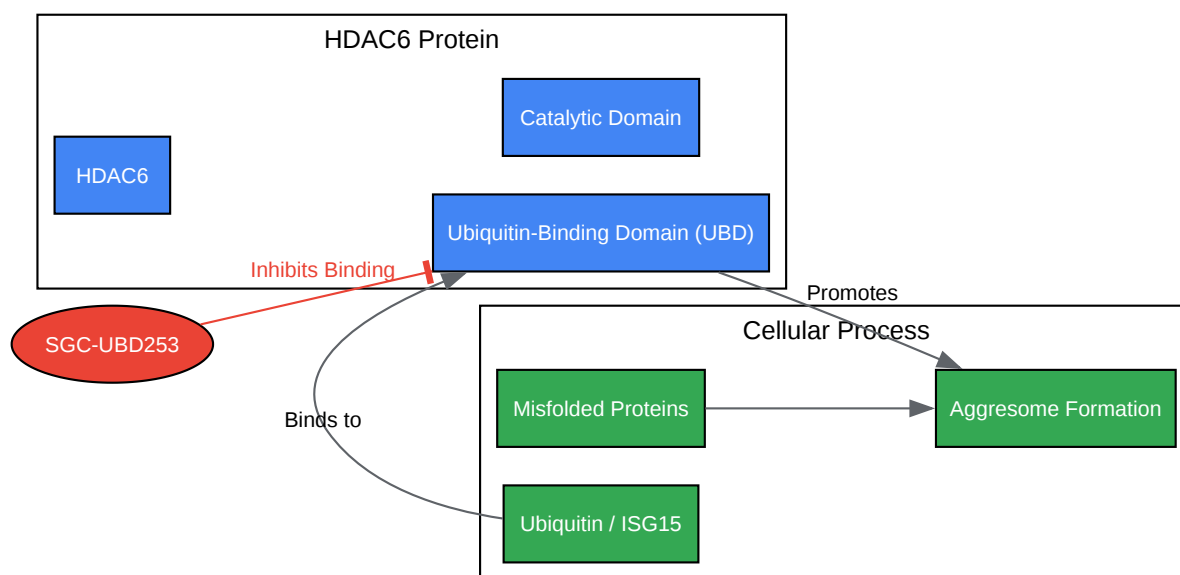 HDAC6 Protein
Catalytic Domain
HDAC6
Ubiquitin-Binding Domain (UBD)
Inhibits Binding
SGC-UBD253
Promotes
Cellular Process
Misfolded Proteins
Aggresome Formation
Binds to
Ubiquitin / ISG15